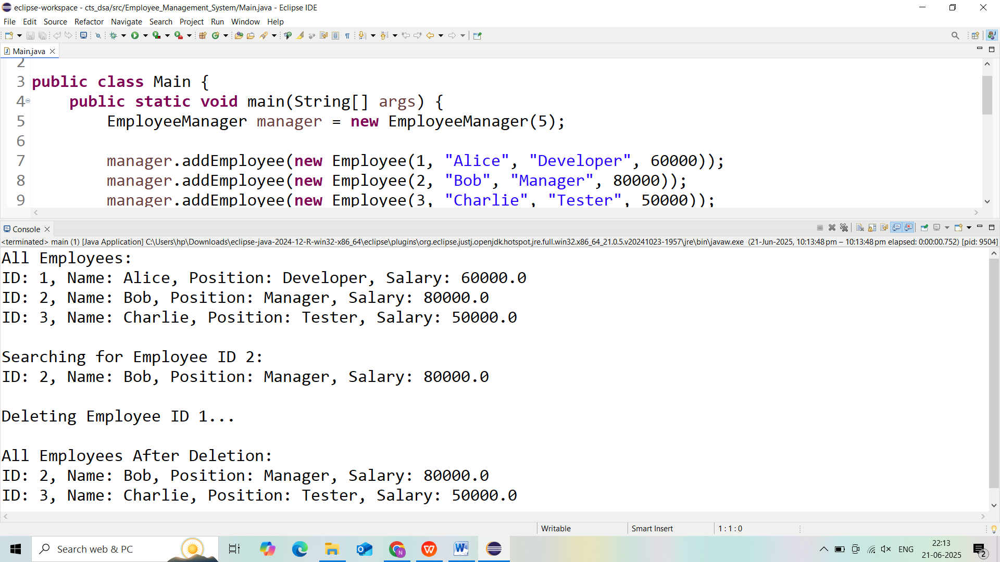 eclipse-workspace - cts_dsa/src/Employee_Management_System/Main.java - Eclipse IDE
File Edit Source Refactor Navigate Search Project Run Window Help
Main.java
2
3 public class Main {
4 public static void main(String[] args) {
5 EmployeeManager manager = new EmployeeManager(5);
6
7 manager.addEmployee(new Employee(1, "Alice", "Developer", 60000));
8 manager.addEmployee(new Employee(2, "Bob", "Manager", 80000));
9 manager.addEmployee(new Employee(3, "Charlie", "Tester", 50000));
Console
<terminated> main (1) [Java Application] C:\Users\hp\Downloads\eclipse-java-2024-12-R-win32-x86_64\eclipse\plugins\org.eclipse.justj.openjdk.hotspot.jre.full.win32.x86_64_21.0.5.v20241023-1957\jre\bin\javaw.exe (21-Jun-2025, 10:13:48 pm – 10:13:48 pm elapsed: 0:00:00.752) [pid: 9504]
All Employees:
ID: 1, Name: Alice, Position: Developer, Salary: 60000.0
ID: 2, Name: Bob, Position: Manager, Salary: 80000.0
ID: 3, Name: Charlie, Position: Tester, Salary: 50000.0
Searching for Employee ID 2:
ID: 2, Name: Bob, Position: Manager, Salary: 80000.0
Deleting Employee ID 1...
All Employees After Deletion:
ID: 2, Name: Bob, Position: Manager, Salary: 80000.0
ID: 3, Name: Charlie, Position: Tester, Salary: 50000.0
Writable Smart Insert 1 : 1 : 0
Search web & PC
ENG
22:13
21-06-2025
2